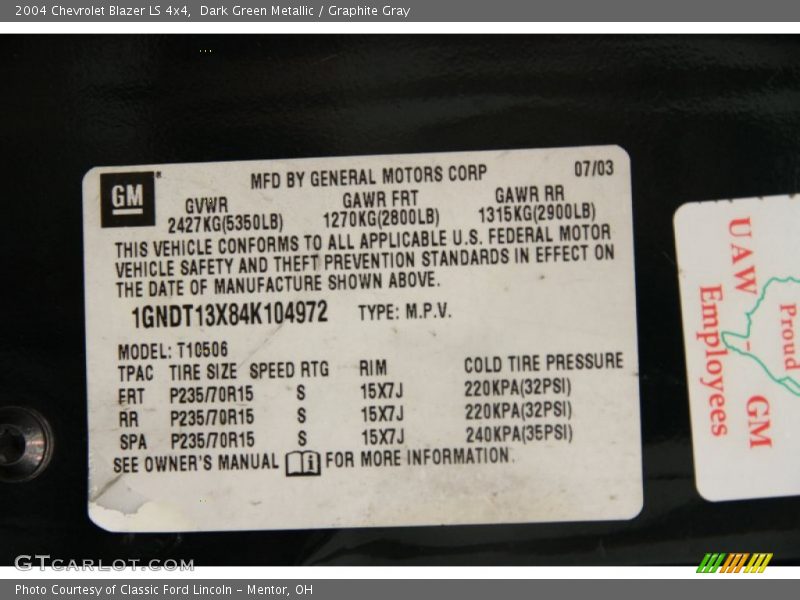 2004 Chevrolet Blazer LS 4x4, Dark Green Metallic / Graphite Gray
GM
MFD BY GENERAL MOTORS CORP 07/03
GVWR GAWR FRT GAWR RR
2427KG(5350LB) 1270KG(2800LB) 1315KG(2900LB)
THIS VEHICLE CONFORMS TO ALL APPLICABLE U.S. FEDERAL MOTOR
VEHICLE SAFETY AND THEFT PREVENTION STANDARDS IN EFFECT ON
THE DATE OF MANUFACTURE SHOWN ABOVE.
1GNDT13X84K104972 TYPE: M.P.V.
MODEL: T10506
TPAC TIRE SIZE SPEED RTG RIM COLD TIRE PRESSURE
FRT P235/70R15 S 15X7J 220KPA(32PSI)
RR P235/70R15 S 15X7J 220KPA(32PSI)
SPA P235/70R15 S 15X7J 240KPA(35PSI)
SEE OWNER'S MANUAL FOR MORE INFORMATION.
UAW - GM
Employees
Proud
GTCARLOT.COM
Photo Courtesy of Classic Ford Lincoln - Mentor, OH